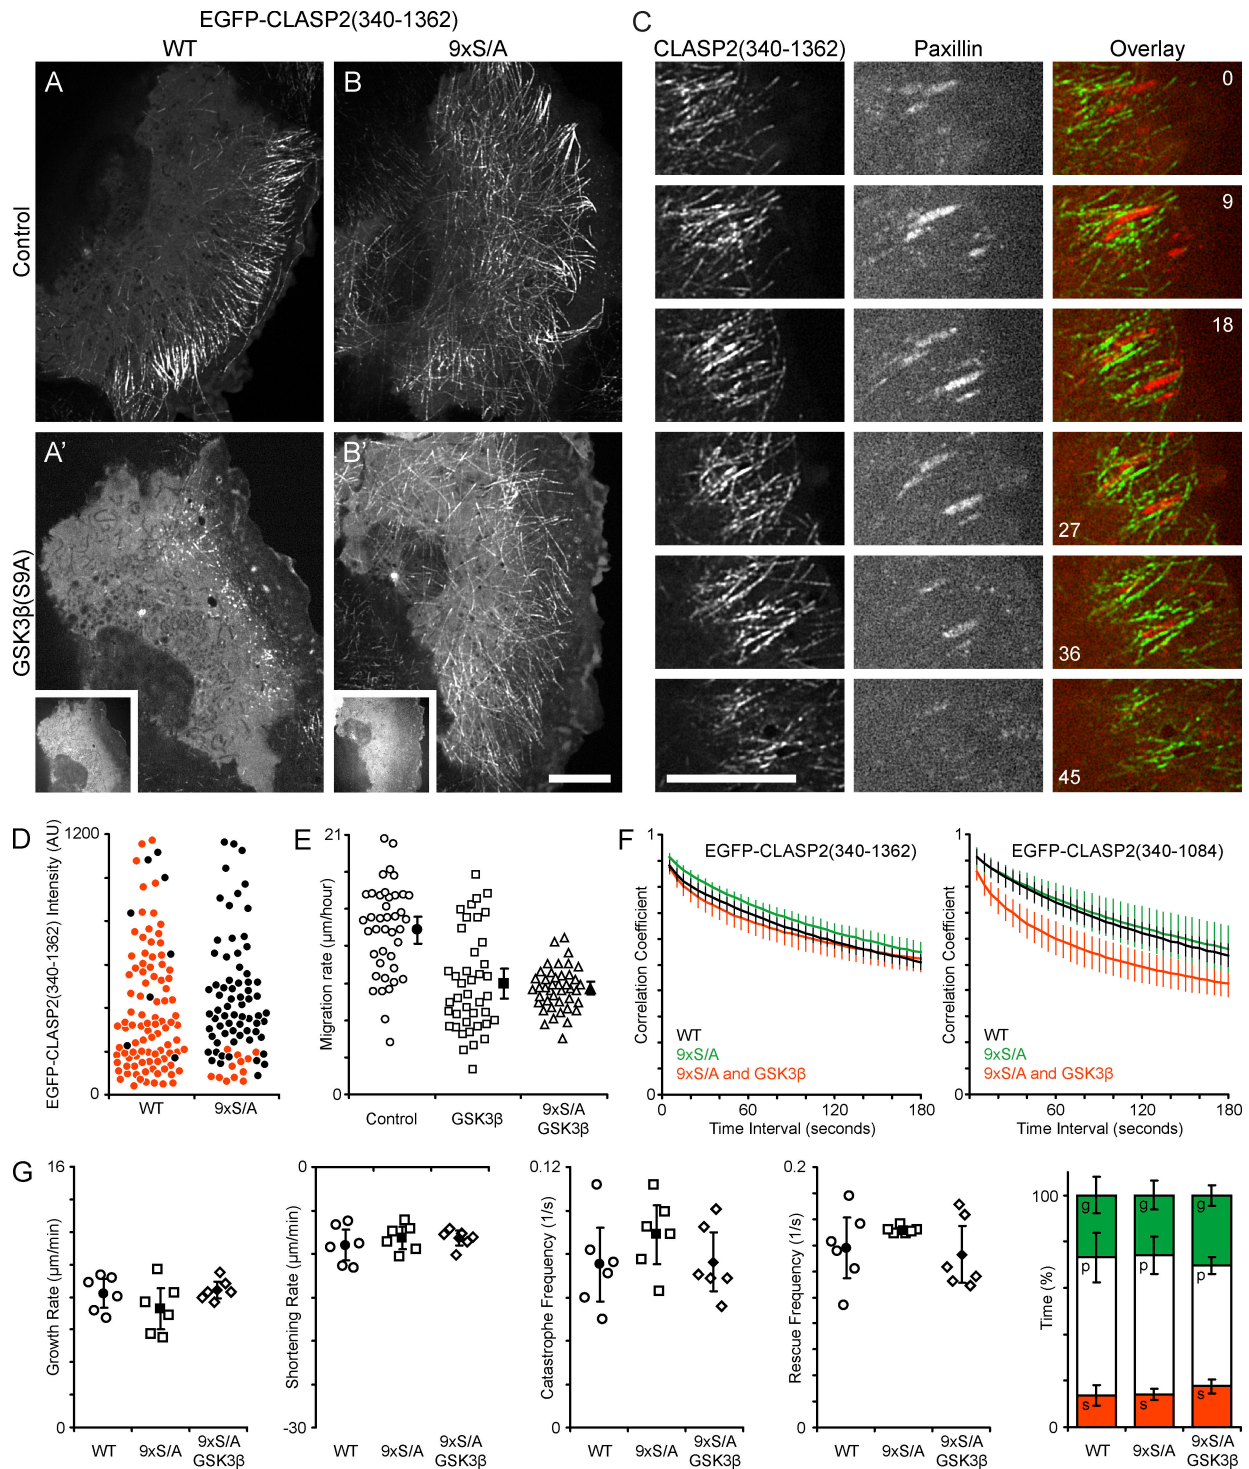 EGFP-CLASP2(340-1362)
WT
9xS/A
Control
GSK3β(S9A)
A
B
A'
B'
C
CLASP2(340-1362)
Paxillin
Overlay
0
9
18
27
36
45
D
EGFP-CLASP2(340-1362) Intensity (AU)
1200
0
WT
9xS/A
E
Migration rate (μm/hour)
21
0
Control
GSK3β
9xS/A
GSK3β
F
Correlation Coefficient
1
0
EGFP-CLASP2(340-1362)
WT
9xS/A
9xS/A and GSK3β
0
60
120
180
Time Interval (seconds)
Correlation Coefficient
1
0
EGFP-CLASP2(340-1084)
WT
9xS/A
9xS/A and GSK3β
0
60
120
180
Time Interval (seconds)
G
Growth Rate (μm/min)
16
0
WT
9xS/A
9xS/A
GSK3β
Shortening Rate (μm/min)
0
-30
WT
9xS/A
9xS/A
GSK3β
Catastrophe Frequency (1/s)
0.12
0
WT
9xS/A
9xS/A
GSK3β
Rescue Frequency (1/s)
0.2
0
WT
9xS/A
9xS/A
GSK3β
Time (%)
100
0
g
g
g
p
p
p
s
s
s
WT
9xS/A
9xS/A
GSK3β